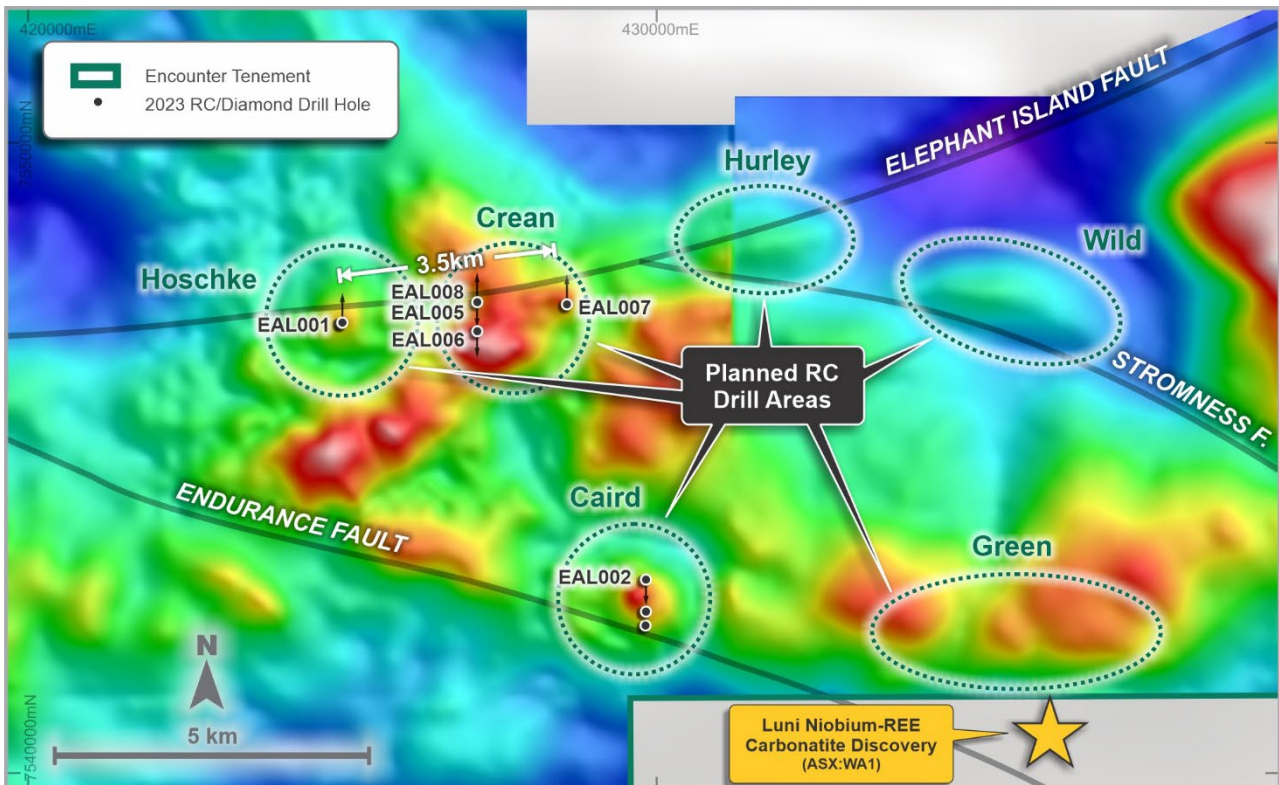 420000mE
430000mE
Encounter Tenement
2023 RC/Diamond Drill Hole
7550000mN
ELEPHANT ISLAND FAULT
Hurley
Crean
Wild
3.5km
Hoschke
EAL008
EAL007
EAL005
EAL001
EAL006
Planned RC
Drill Areas
STROMNESS F.
ENDURANCE FAULT
Caird
Green
EAL002
N
5 km
Luni Niobium-REE
Carbonatite Discovery
(ASX:WA1)
7540000mN